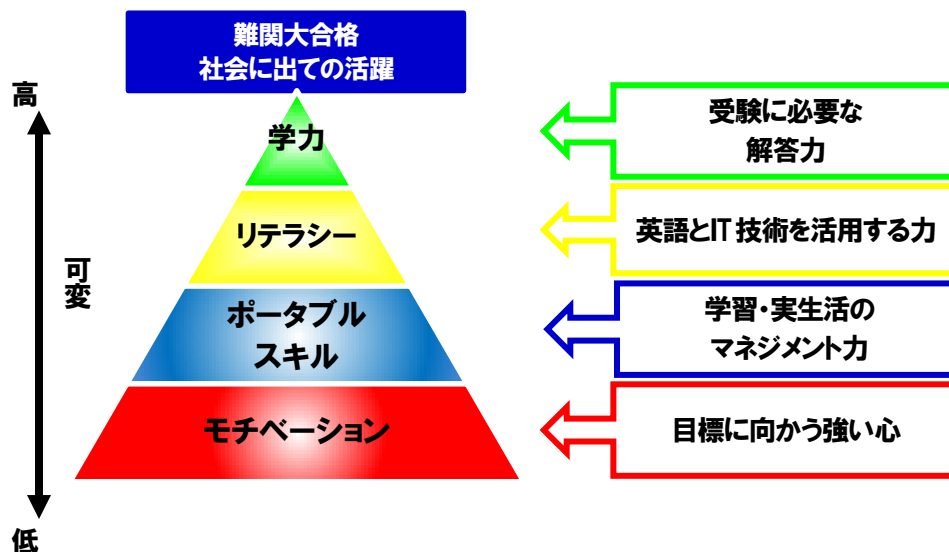 難関大合格
社会に出ての活躍
高
学力
受験に必要な
解答力
リテラシー
英語とIT技術を活用する力
可変
ポータブル
スキル
学習・実生活の
マネジメント力
モチベーション
目標に向かう強い心
低